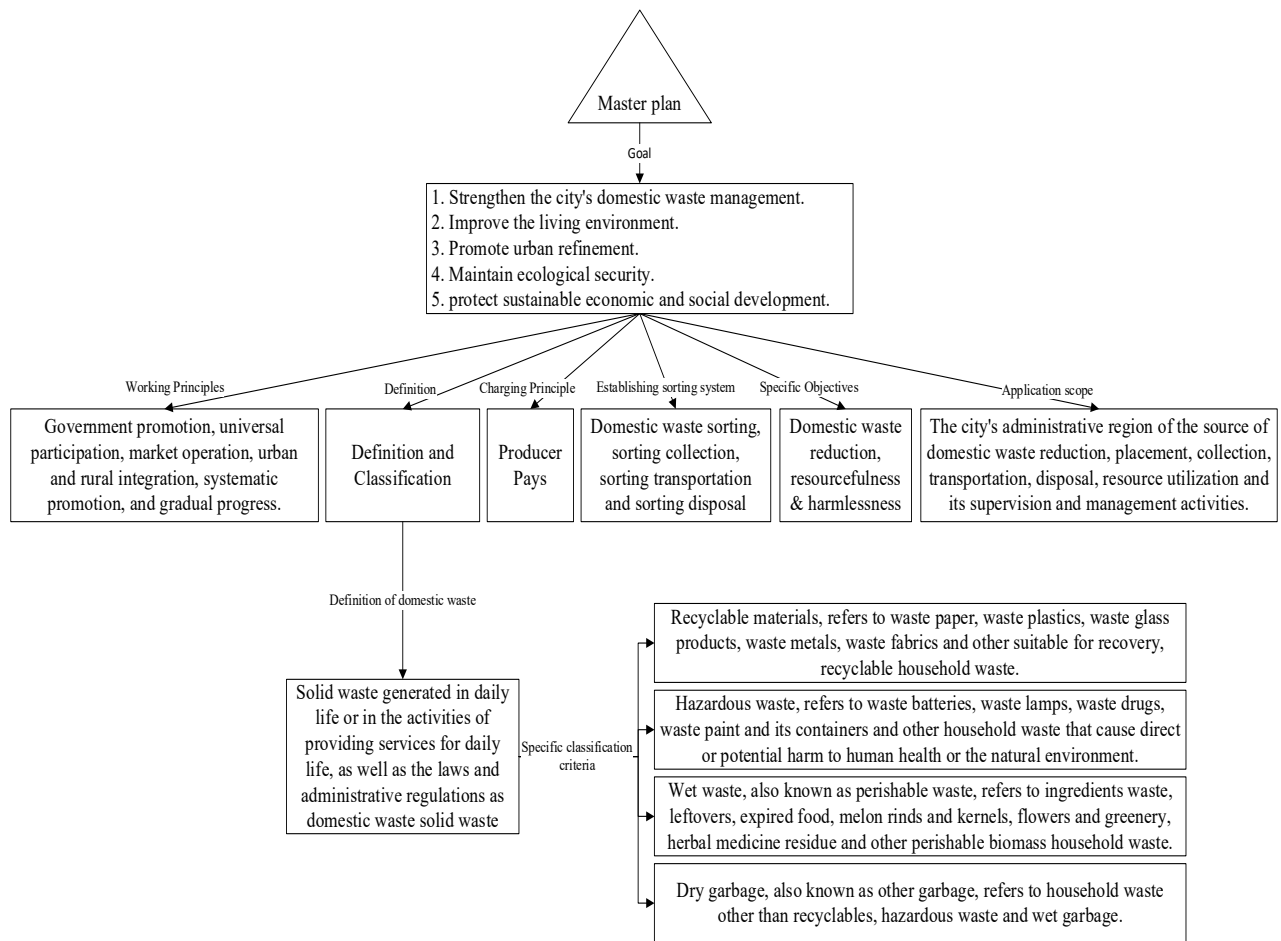 Master plan
Goal
1. Strengthen the city's domestic waste management.
2. Improve the living environment.
3. Promote urban refinement.
4. Maintain ecological security.
5. protect sustainable economic and social development.
Working Principles
Definition
Charging Principle
Establishing sorting system
Specific Objectives
Application scope
Government promotion, universal
participation, market operation, urban
and rural integration, systematic
promotion, and gradual progress.
Definition and
Classification
Producer
Pays
Domestic waste sorting,
sorting collection,
sorting transportation
and sorting disposal
Domestic waste
reduction,
resourcefulness
& harmlessness
The city's administrative region of the source of
domestic waste reduction, placement, collection,
transportation, disposal, resource utilization and
its supervision and management activities.
Definition of domestic waste
Solid waste generated in daily
life or in the activities of
providing services for daily
life, as well as the laws and
administrative regulations as
domestic waste solid waste
Specific classification
criteria
Recyclable materials, refers to waste paper, waste plastics, waste glass
products, waste metals, waste fabrics and other suitable for recovery,
recyclable household waste.
Hazardous waste, refers to waste batteries, waste lamps, waste drugs,
waste paint and its containers and other household waste that cause direct
or potential harm to human health or the natural environment.
Wet waste, also known as perishable waste, refers to ingredients waste,
leftovers, expired food, melon rinds and kernels, flowers and greenery,
herbal medicine residue and other perishable biomass household waste.
Dry garbage, also known as other garbage, refers to household waste
other than recyclables, hazardous waste and wet garbage.